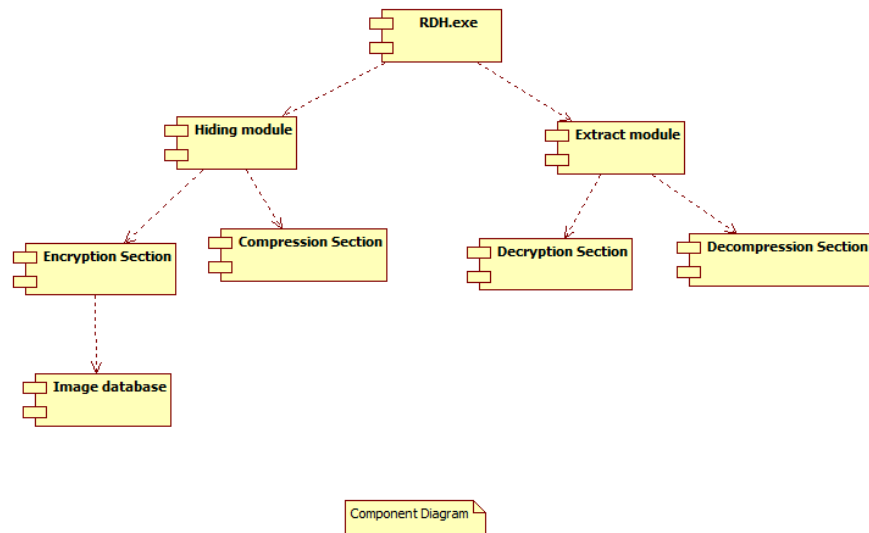 RDH.exe
Hiding module
Extract module
Compression Section
Encryption Section
Decryption Section
Decompression Section
Image database
Component Diagram